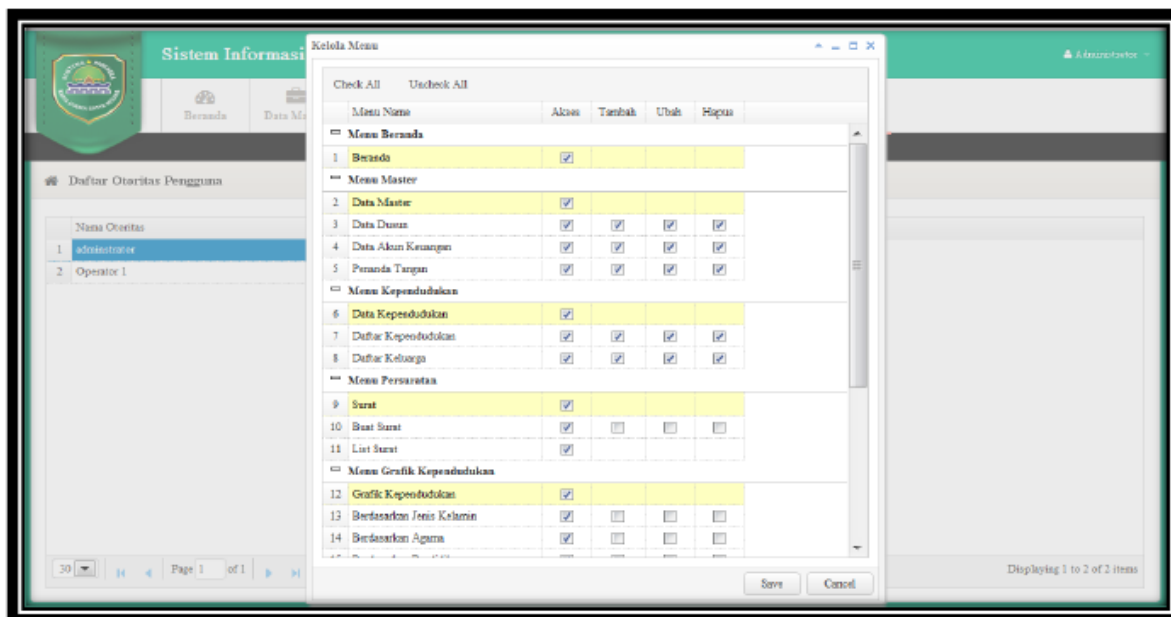 Sistem Informasi
Kelola Menu
Administrator
Check All Uncheck All
Beranda Data Ma
Menu Name Akses Tambah Ubah Hapus
Menu Beranda
1 Beranda
Daftar Otoritas Pengguna
Menu Master
2 Data Master
Nama Otoritas
3 Data Dusun
1 administrator
4 Data Akun Keuangan
2 Operator 1
5 Penanda Tangan
Menu Kependudukan
6 Data Kependudukan
7 Daftar Kependudukan
8 Daftar Keluarga
Menu Persuratan
9 Surat
10 Buat Surat
11 List Surat
Menu Grafik Kependudukan
12 Grafik Kependudukan
13 Berdasarkan Jenis Kelamin
14 Berdasarkan Agama
30 Page 1 of 1
Displaying 1 to 2 of 2 items
Save Cancel